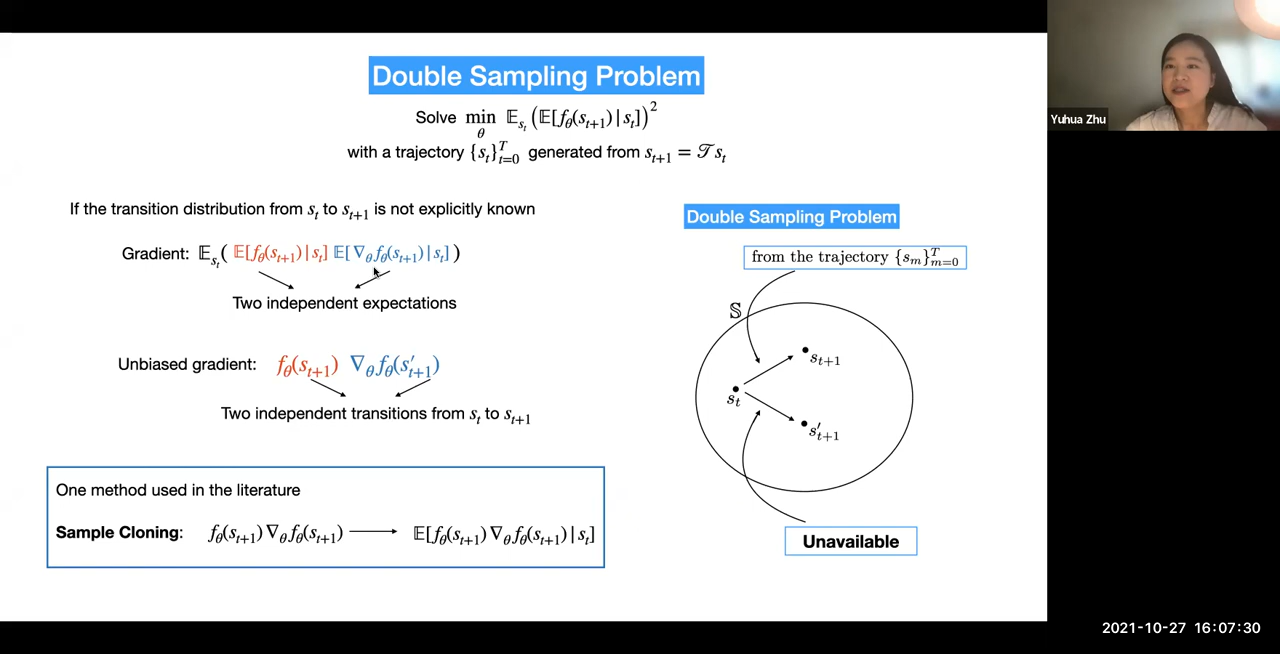 Double Sampling Problem
Solve min_θ 𝔼_{s_t} (𝔼[f_θ(s_{t+1}) | s_t])^2
with a trajectory {s_t}_{t=0}^T generated from s_{t+1} = 𝒯 s_t
If the transition distribution from s_t to s_{t+1} is not explicitly known
Gradient: 𝔼_{s_t}( 𝔼[f_θ(s_{t+1}) | s_t] 𝔼[∇_θ f_θ(s_{t+1}) | s_t] )
Two independent expectations
Unbiased gradient: f_θ(s_{t+1}) ∇_θ f_θ(s'_{t+1})
Two independent transitions from s_t to s_{t+1}
One method used in the literature
Sample Cloning: f_θ(s_{t+1}) ∇_θ f_θ(s_{t+1}) ⟶ 𝔼[f_θ(s_{t+1}) ∇_θ f_θ(s_{t+1}) | s_t]
Double Sampling Problem
from the trajectory {s_m}_{m=0}^T
𝕊
s_{t+1}
s_t
s'_{t+1}
Unavailable
Yuhua Zhu
2021-10-27 16:07:30